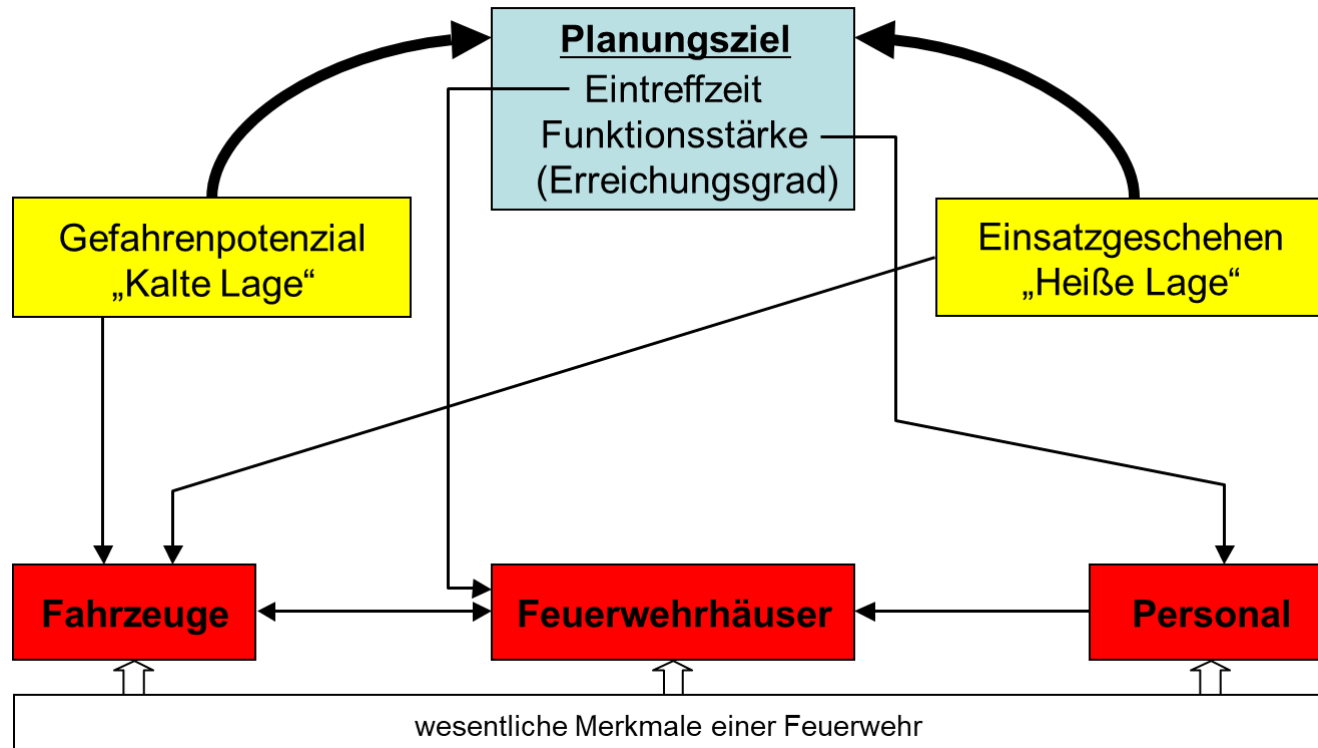 Planungsziel
Eintreffzeit
Funktionsstärke
(Erreichungsgrad)
Gefahrenpotenzial
„Kalte Lage“
Einsatzgeschehen
„Heiße Lage“
Fahrzeuge
Feuerwehrhäuser
Personal
wesentliche Merkmale einer Feuerwehr